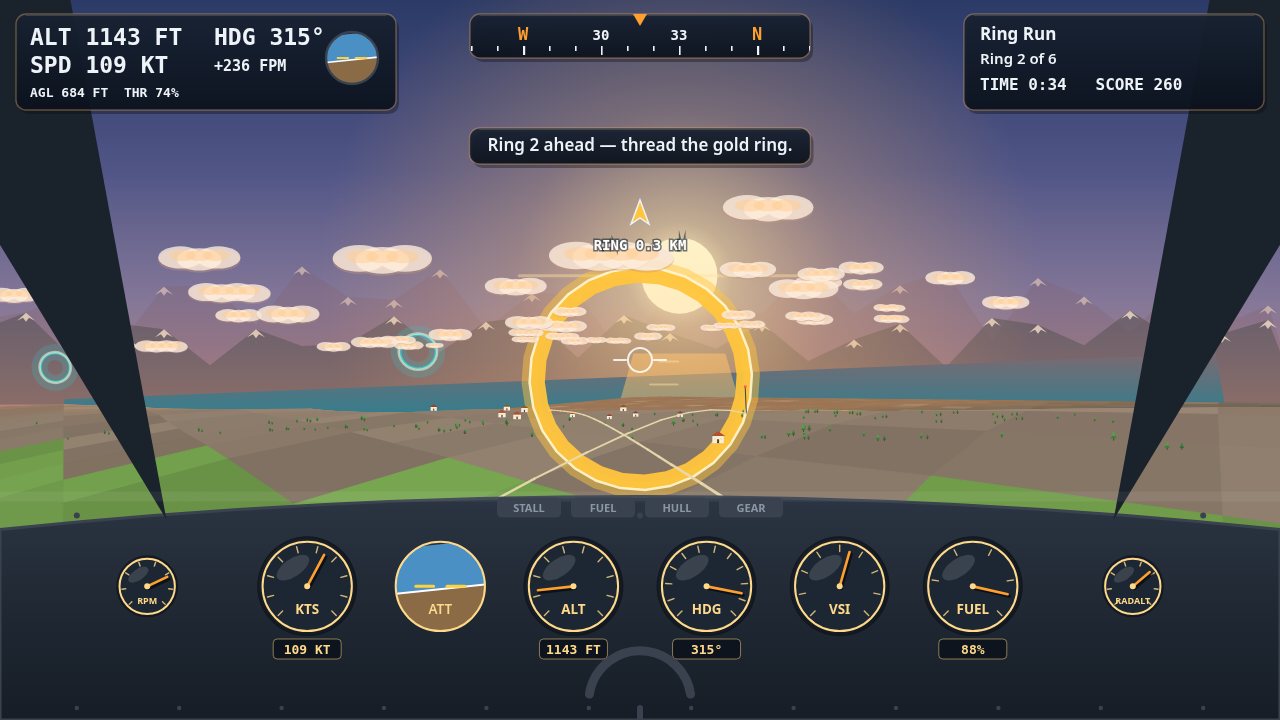 ALT 1143 FT HDG 315°
SPD 109 KT +236 FPM
AGL 684 FT THR 74%
W 30 33 N
Ring Run
Ring 2 of 6
TIME 0:34 SCORE 260
Ring 2 ahead — thread the gold ring.
RING 0.3 KM
STALL FUEL HULL GEAR
RPM KTS ATT ALT HDG VSI FUEL RADALT
109 KT 1143 FT 315° 88%